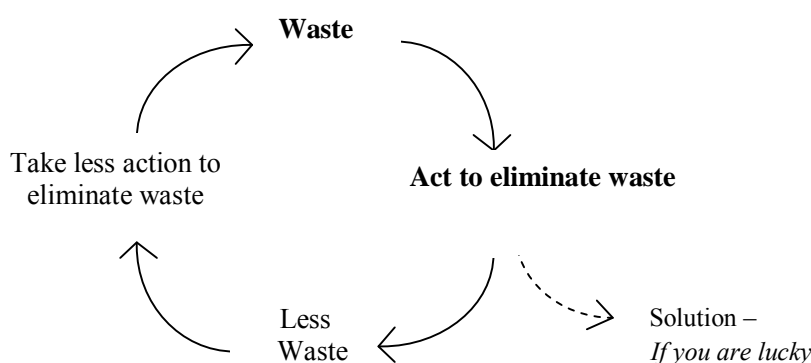 Waste
Act to eliminate waste
Take less action to
eliminate waste
Less
Waste
Solution –
If you are lucky